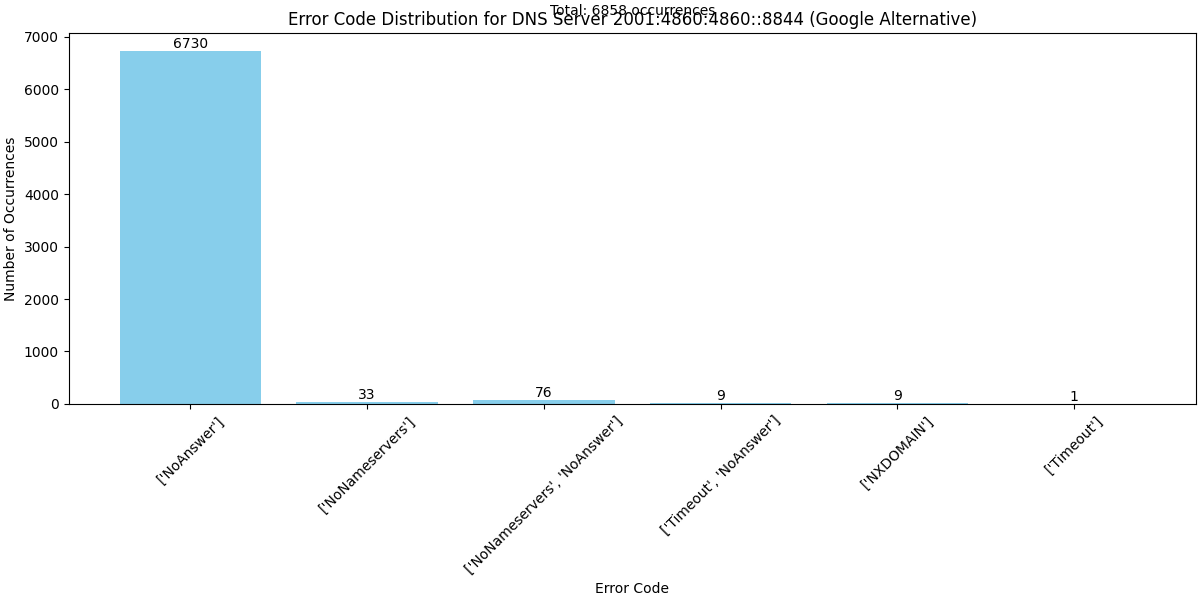 Total: 6858 occurrences
Error Code Distribution for DNS Server 2001:4860:4860::8844 (Google Alternative)
Number of Occurrences
7000
6000
5000
4000
3000
2000
1000
0
6730
33
76
9
9
1
['NoAnswer']
['NoNameservers']
['NoNameservers', 'NoAnswer']
['Timeout', 'NoAnswer']
['NXDOMAIN']
['Timeout']
Error Code